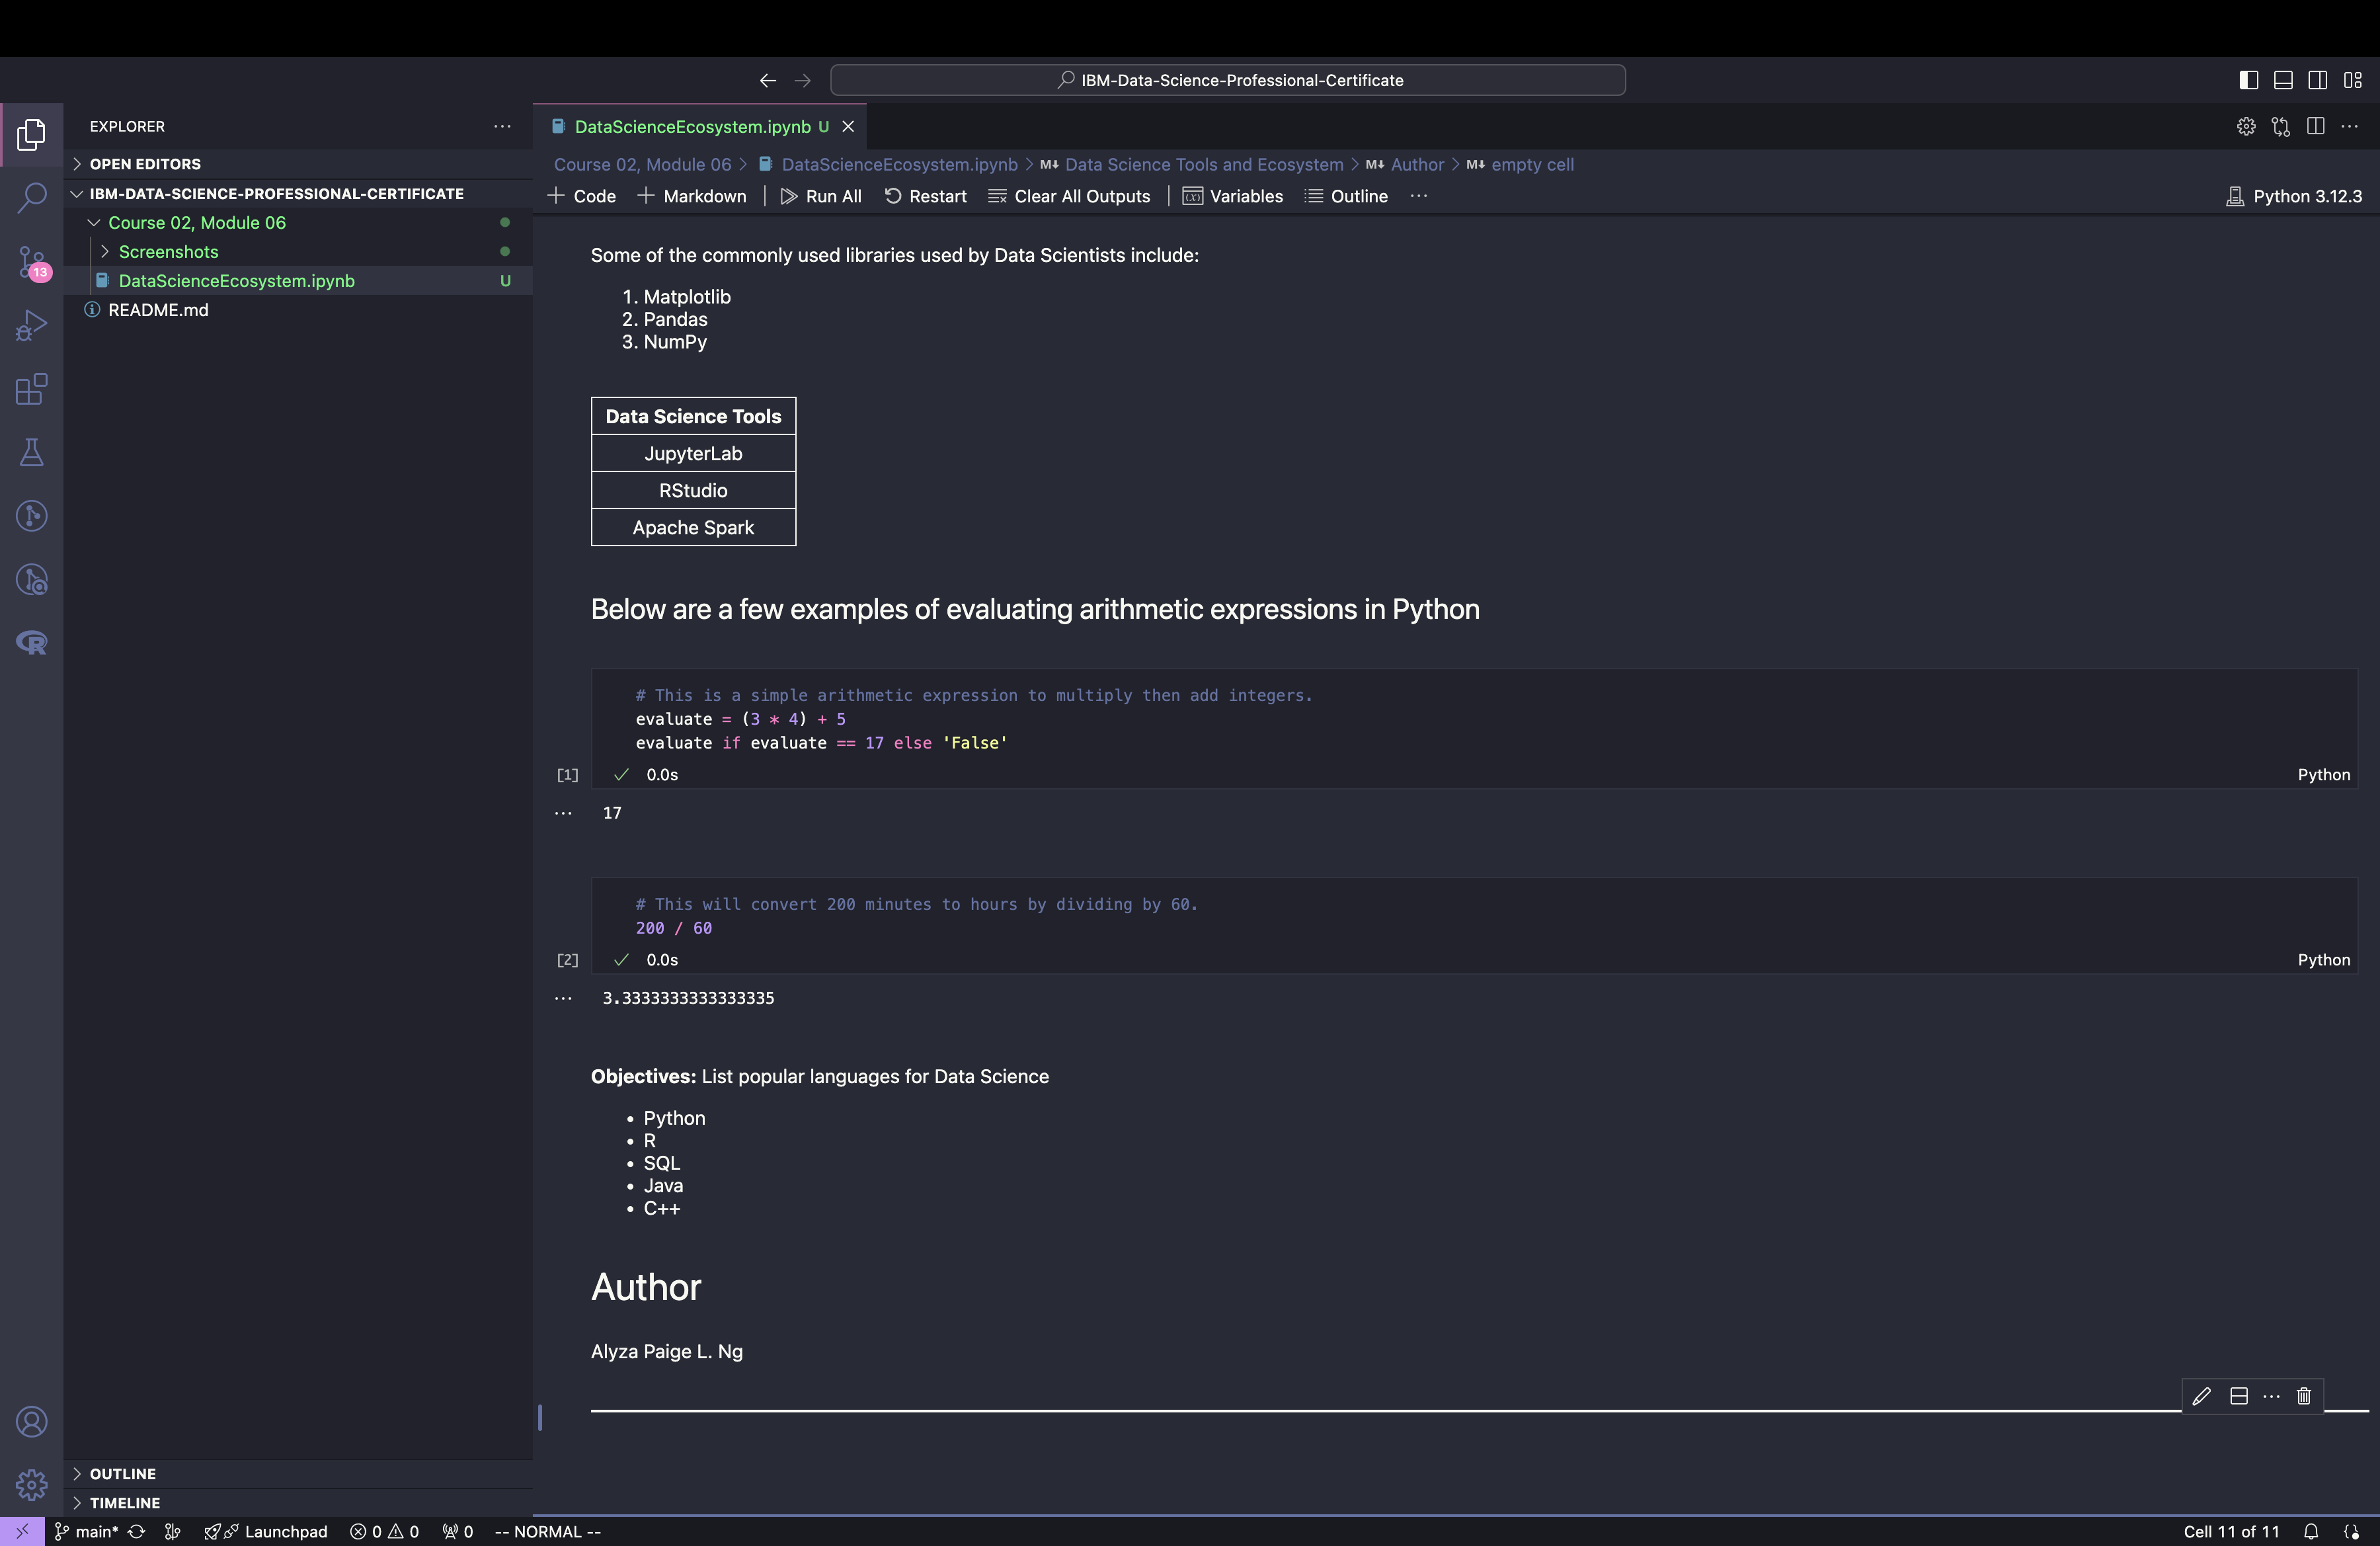 IBM-Data-Science-Professional-Certificate
EXPLORER
OPEN EDITORS
IBM-DATA-SCIENCE-PROFESSIONAL-CERTIFICATE
Course 02, Module 06
Screenshots
DataScienceEcosystem.ipynb U
README.md
13
OUTLINE
TIMELINE
DataScienceEcosystem.ipynb U
Course 02, Module 06 > DataScienceEcosystem.ipynb > M↓ Data Science Tools and Ecosystem > M↓ Author > M↓ empty cell
+ Code + Markdown | Run All Restart Clear All Outputs | Variables Outline ...
Python 3.12.3
Some of the commonly used libraries used by Data Scientists include:
1. Matplotlib
2. Pandas
3. NumPy
Data Science Tools
JupyterLab
RStudio
Apache Spark
Below are a few examples of evaluating arithmetic expressions in Python
# This is a simple arithmetic expression to multiply then add integers.
evaluate = (3 * 4) + 5
evaluate if evaluate == 17 else 'False'
[1] ✓ 0.0s Python
... 17
# This will convert 200 minutes to hours by dividing by 60.
200 / 60
[2] ✓ 0.0s Python
... 3.3333333333333335
Objectives: List popular languages for Data Science
• Python
• R
• SQL
• Java
• C++
Author
Alyza Paige L. Ng
main* Launchpad 0 0 0 -- NORMAL -- Cell 11 of 11